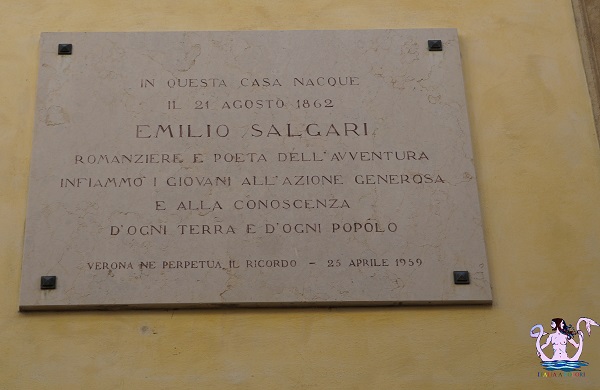 IN QUESTA CASA NACQUE
IL 21 AGOSTO 1862
EMILIO SALGARI
ROMANZIERE E POETA DELL'AVVENTURA
INFIAMMÒ I GIOVANI ALL'AZIONE GENEROSA
E ALLA CONOSCENZA
D'OGNI TERRA E D'OGNI POPOLO
VERONA NE PERPETUA IL RICORDO - 25 APRILE 1959